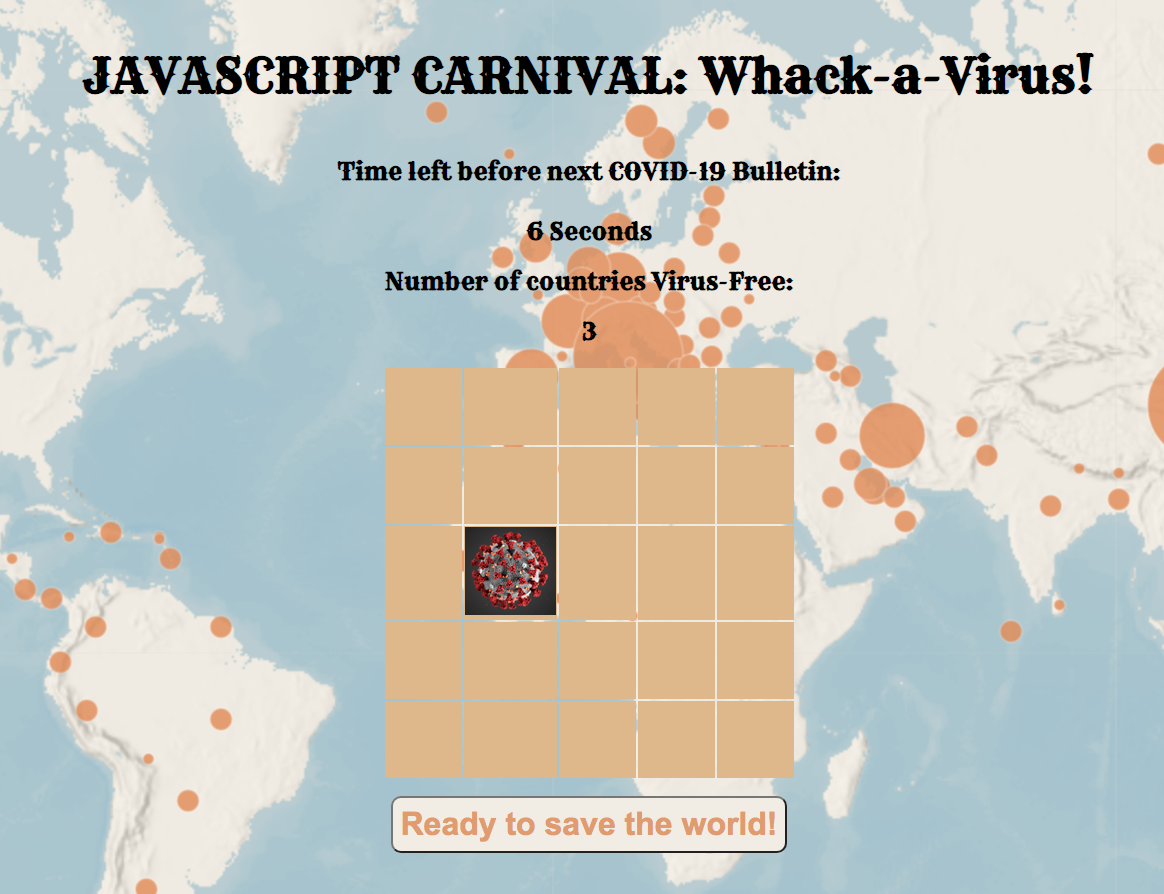 JAVASCRIPT CARNIVAL: Whack-a-Virus!
Time left before next COVID-19 Bulletin:
6 Seconds
Number of countries Virus-Free:
3
Ready to save the world!